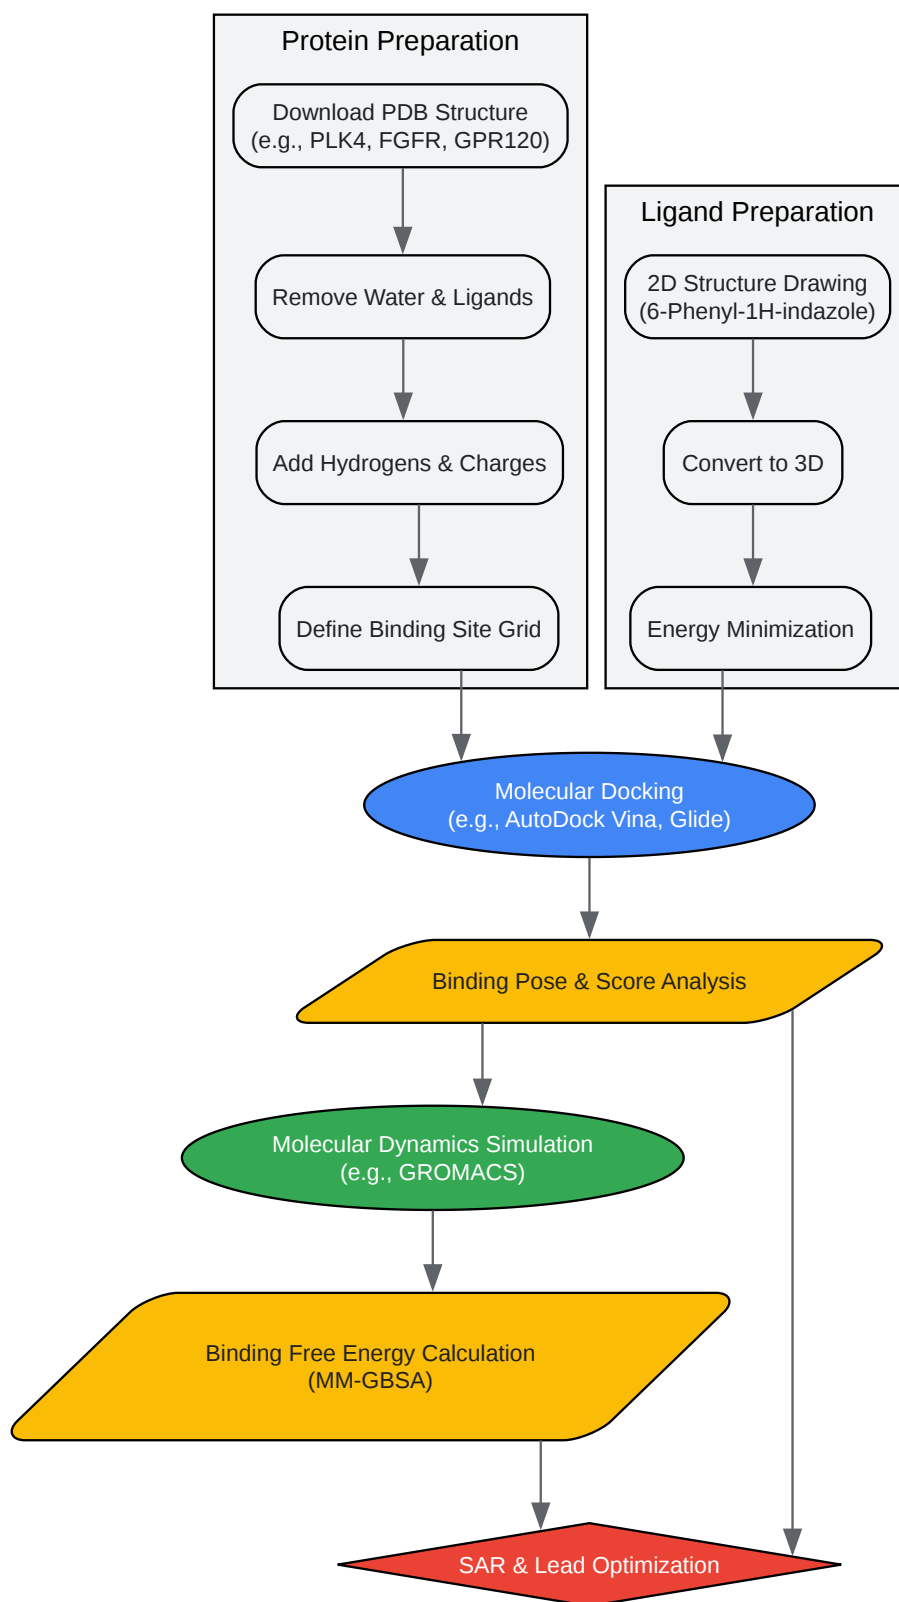 Protein Preparation
Download PDB Structure
(e.g., PLK4, FGFR, GPR120)
Remove Water & Ligands
Add Hydrogens & Charges
Define Binding Site Grid
Ligand Preparation
2D Structure Drawing
(6-Phenyl-1H-indazole)
Convert to 3D
Energy Minimization
Molecular Docking
(e.g., AutoDock Vina, Glide)
Binding Pose & Score Analysis
Molecular Dynamics Simulation
(e.g., GROMACS)
Binding Free Energy Calculation
(MM-GBSA)
SAR & Lead Optimization